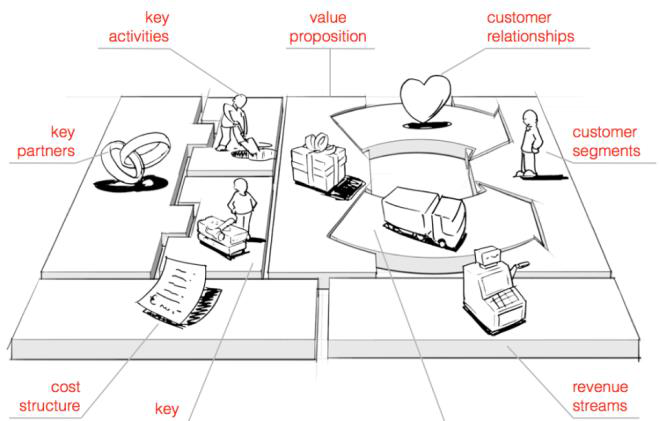 key
activities
value
proposition
customer
relationships
key
partners
customer
segments
cost
structure
key
revenue
streams